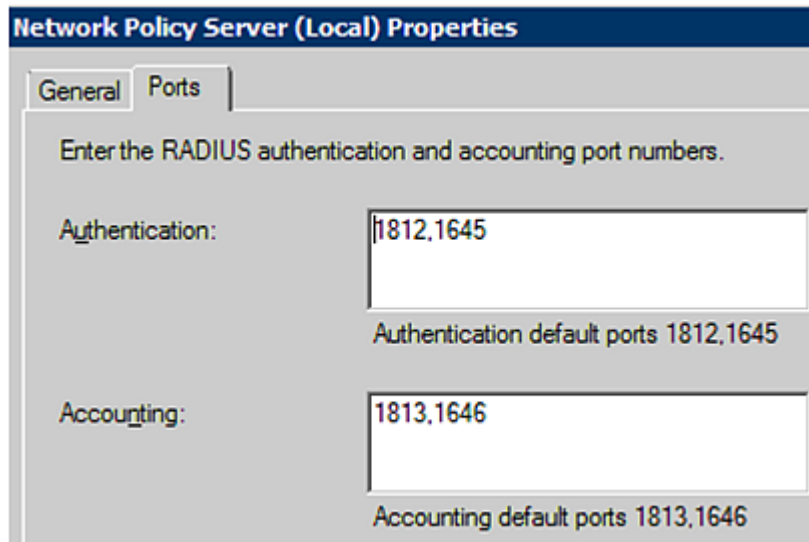 Network Policy Server (Local) Properties
General Ports
Enter the RADIUS authentication and accounting port numbers.
Authentication: 1812,1645
Authentication default ports 1812,1645
Accounting: 1813,1646
Accounting default ports 1813,1646